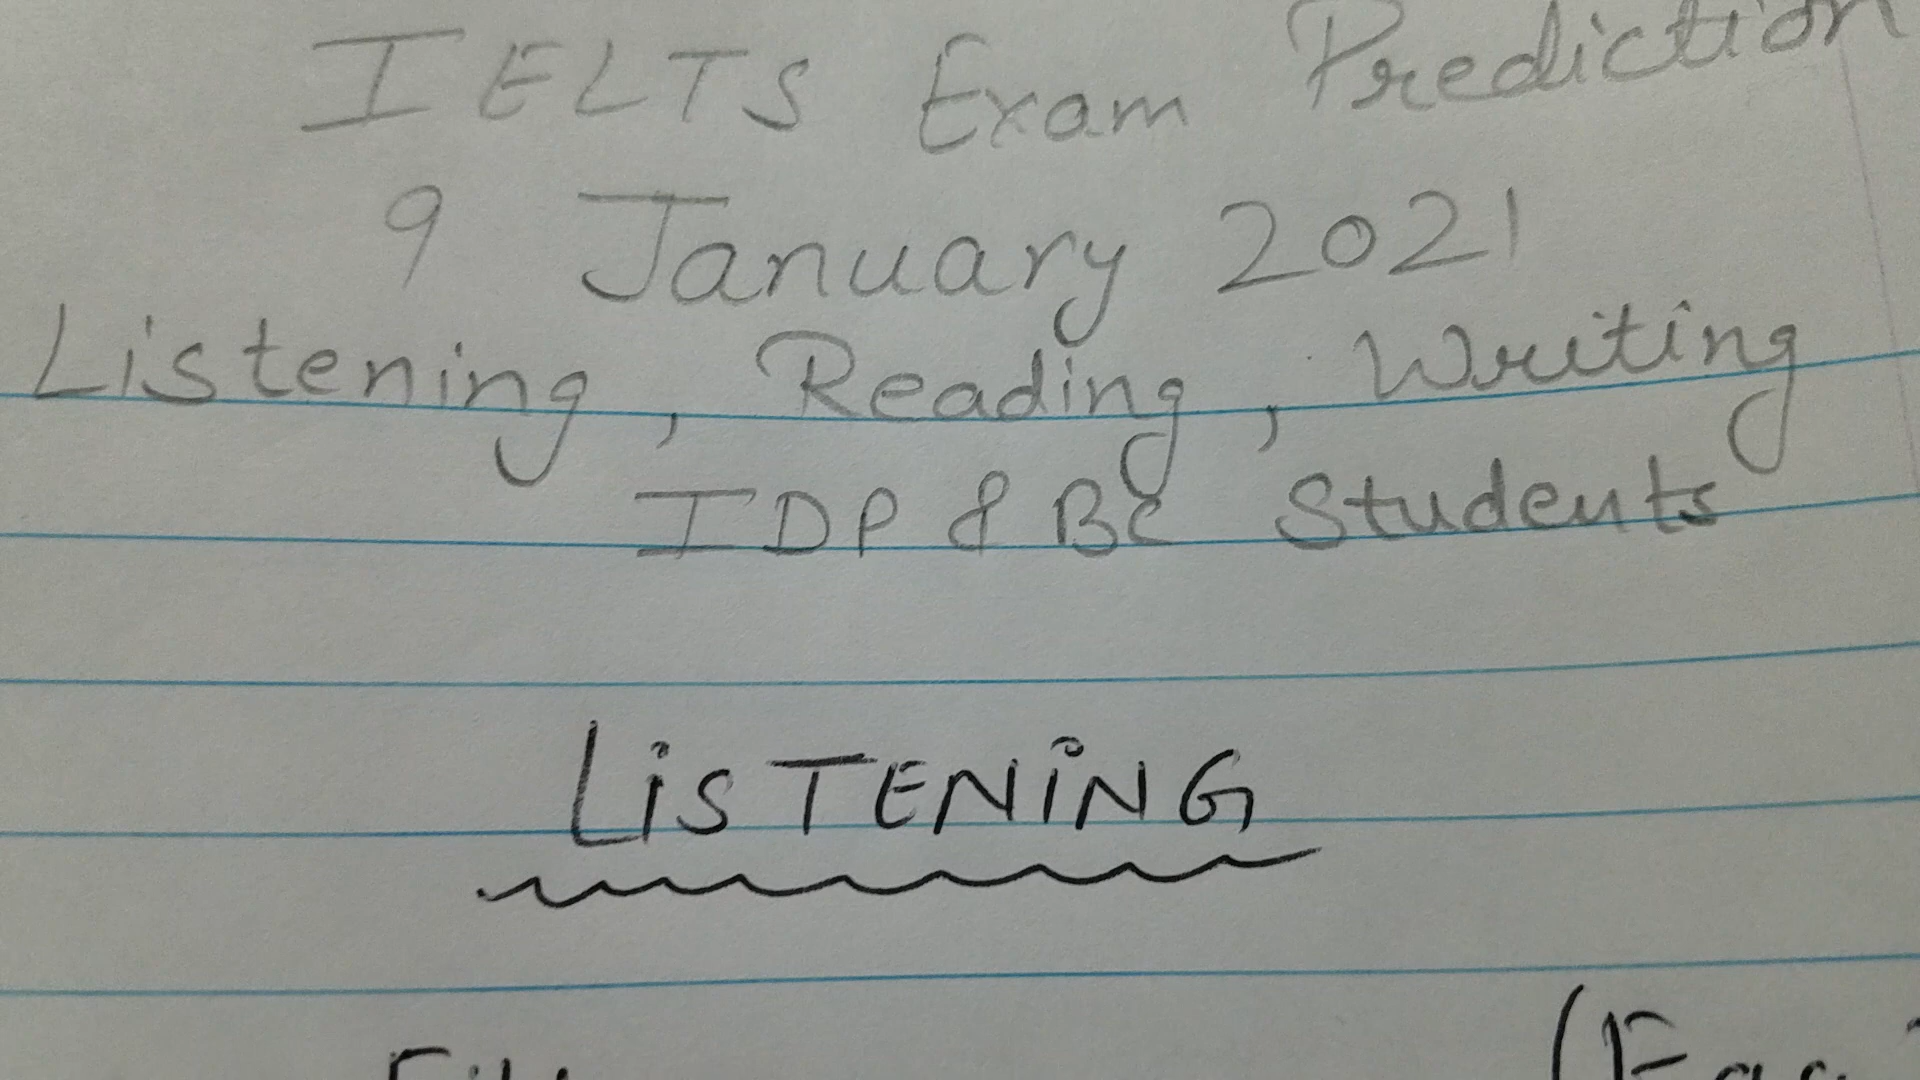 IELTS Exam Prediction
9 January 2021
Listening, Reading, Writing
IDP & BC Students
LiSTENiNG